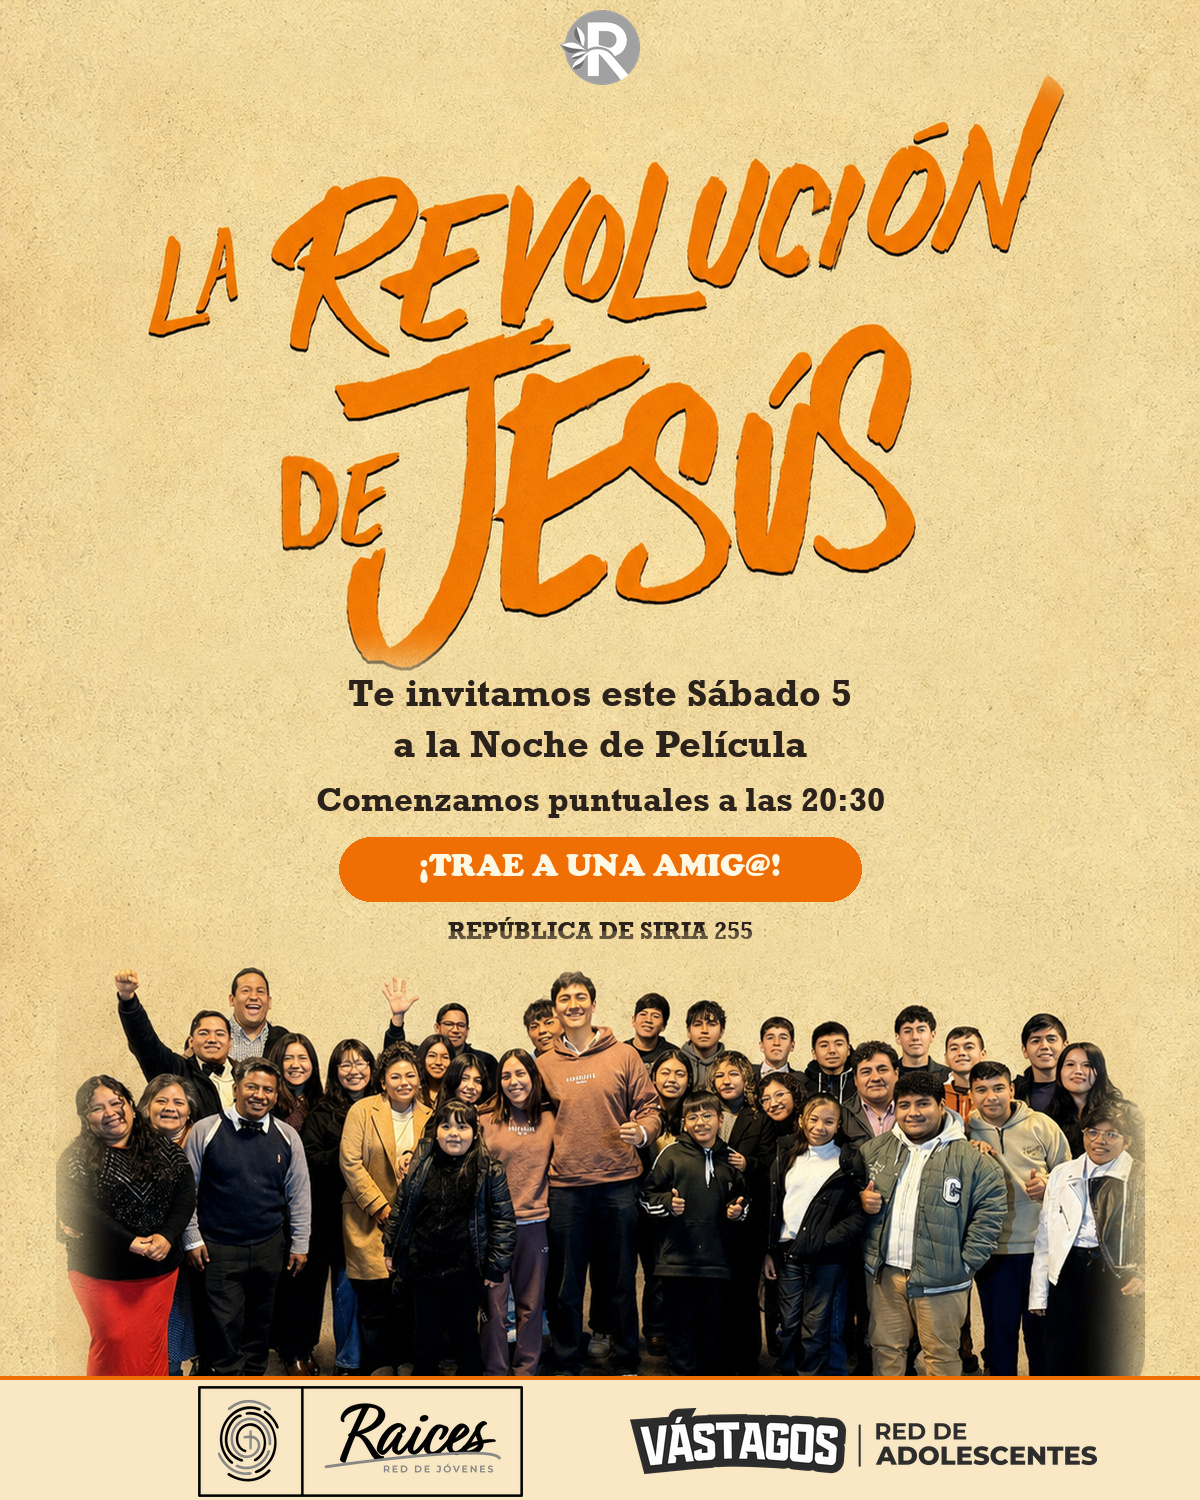 R
LA REVOLUCIÓN
DE JESÚS
Te invitamos este Sábado 5
a la Noche de Película
Comenzamos puntuales a las 20:30
¡TRAE A UNA AMIG@!
REPÚBLICA DE SIRIA 255
C
Raices
RED DE JÓVENES
VÁSTAGOS
RED DE
ADOLESCENTES